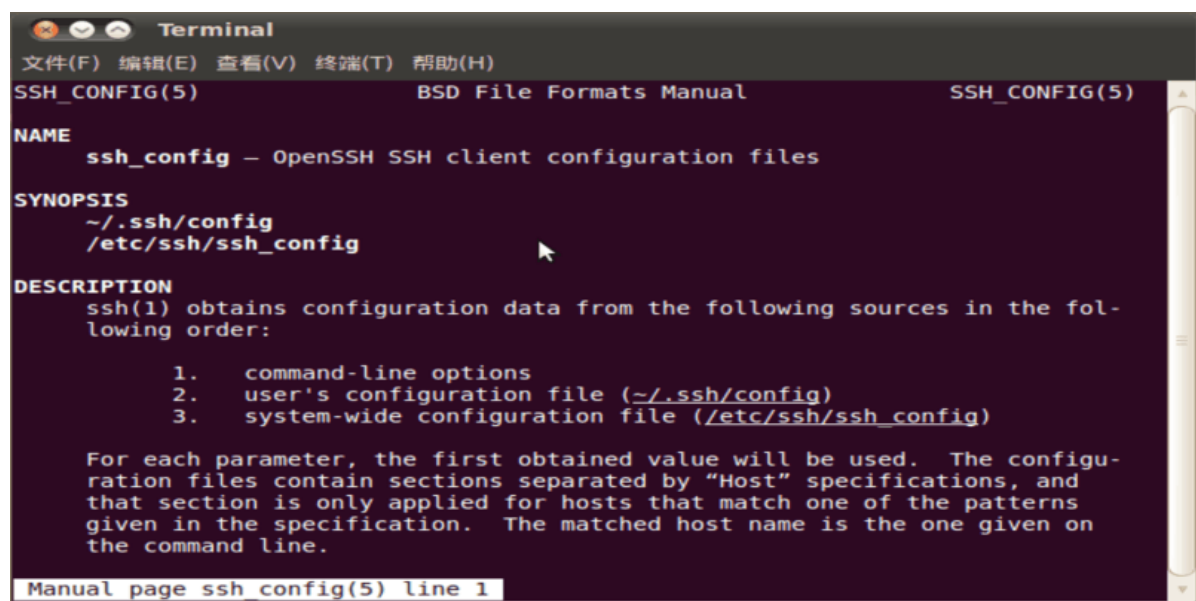 Terminal
文件(F) 编辑(E) 查看(V) 终端(T) 帮助(H)
SSH_CONFIG(5) BSD File Formats Manual SSH_CONFIG(5)
NAME
ssh_config — OpenSSH SSH client configuration files
SYNOPSIS
~/.ssh/config
/etc/ssh/ssh_config
DESCRIPTION
ssh(1) obtains configuration data from the following sources in the fol-
lowing order:
1. command-line options
2. user's configuration file (~/.ssh/config)
3. system-wide configuration file (/etc/ssh/ssh_config)
For each parameter, the first obtained value will be used. The configu-
ration files contain sections separated by “Host” specifications, and
that section is only applied for hosts that match one of the patterns
given in the specification. The matched host name is the one given on
the command line.
Manual page ssh_config(5) line 1